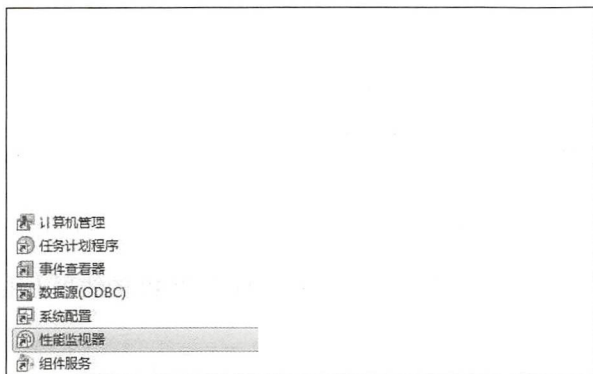 计算机管理
任务计划程序
事件查看器
数据源(ODBC)
系统配置
性能监视器
组件服务